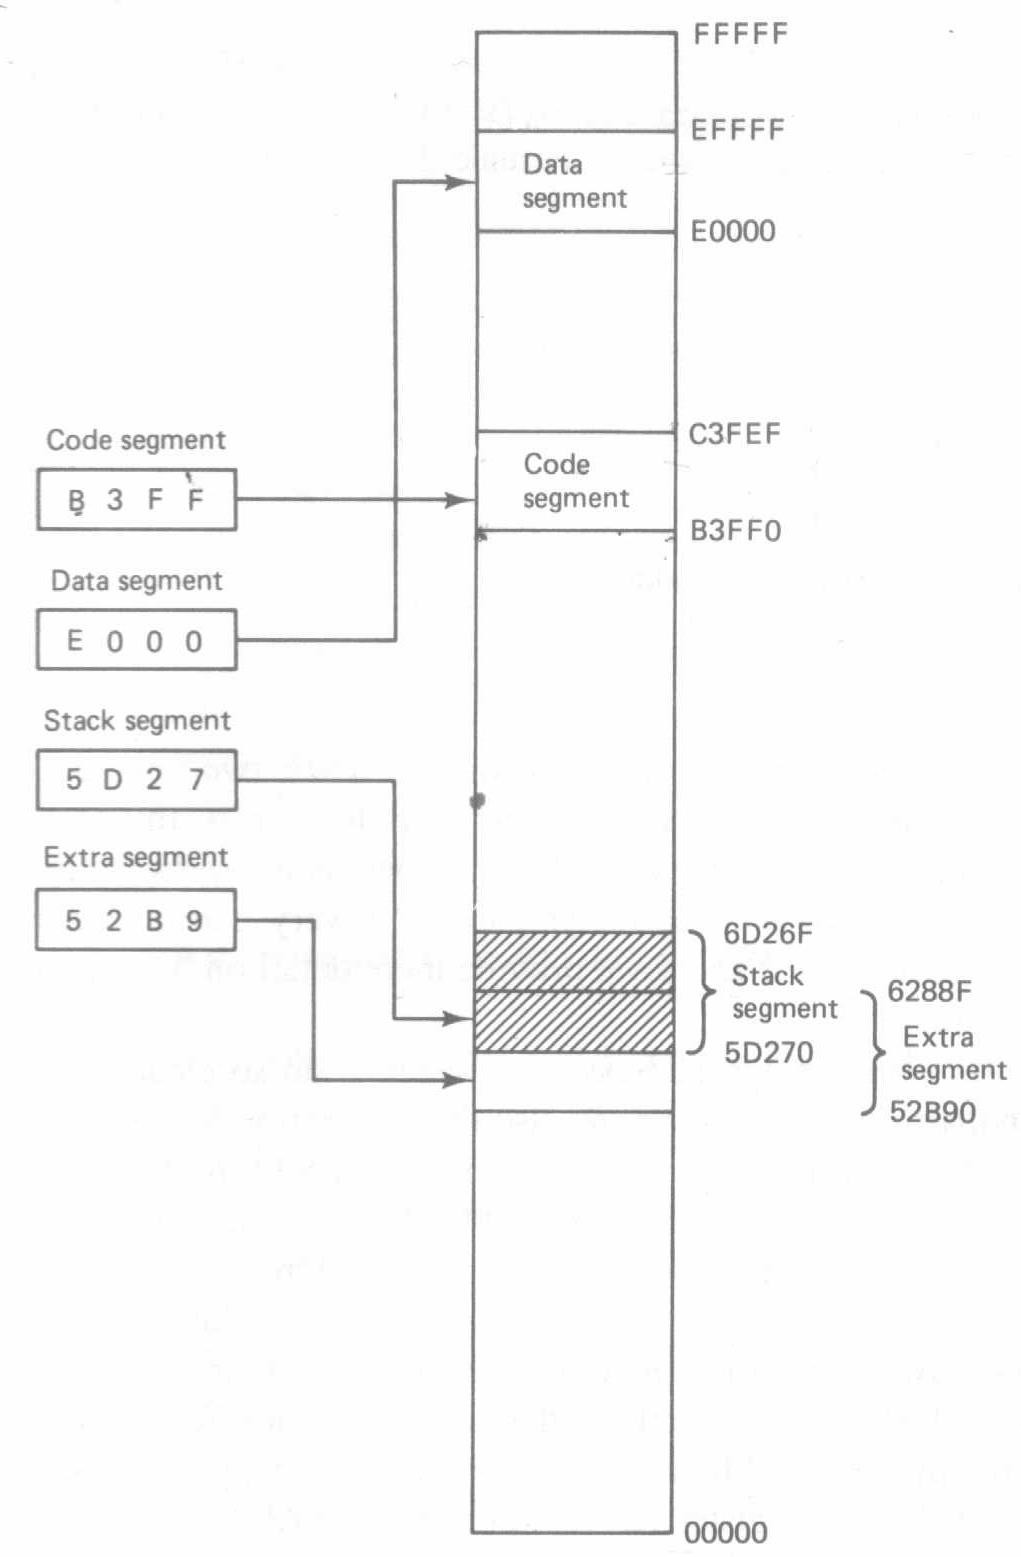 FFFFF
EFFFF
Data
segment
E0000
C3FEF
Code segment
Code
segment
B 3 F F
B3FF0
Data segment
E 0 0 0
Stack segment
5 D 2 7
Extra segment
5 2 B 9
6D26F
Stack
segment
6288F
Extra
segment
5D270
52B90
00000